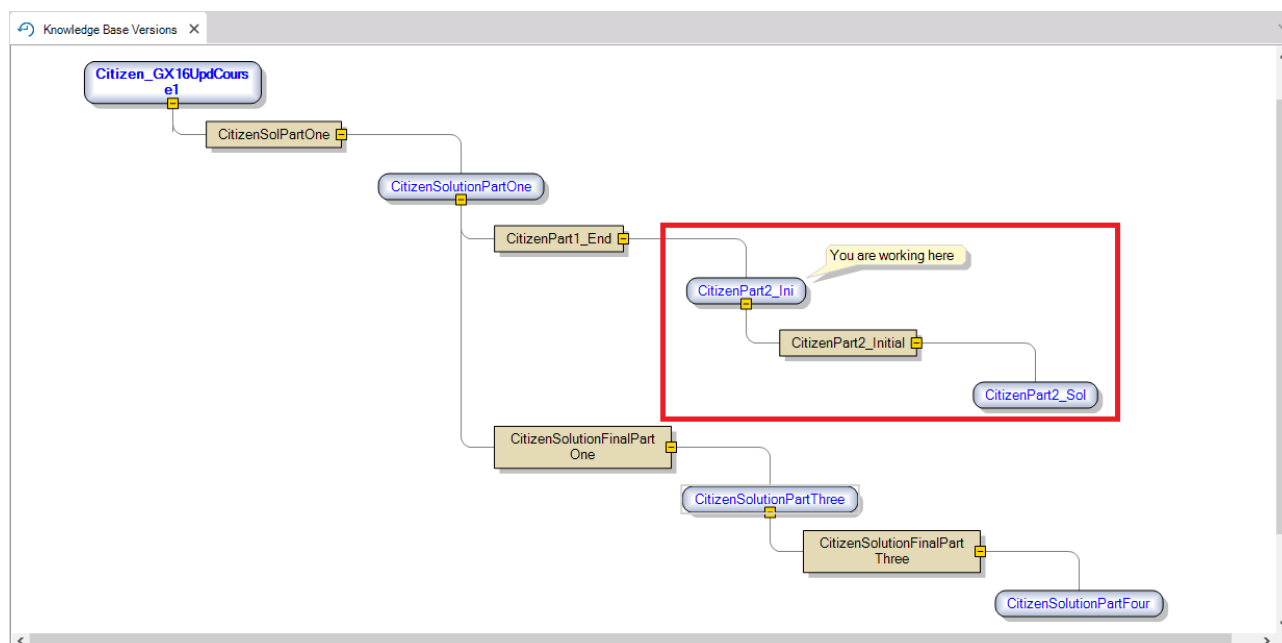 Knowledge Base Versions
Citizen_GX16UpdCours
e1
CitizenSolPartOne
CitizenSolutionPartOne
CitizenPart1_End
You are working here
CitizenPart2_Ini
CitizenPart2_Initial
CitizenPart2_Sol
CitizenSolutionFinalPart
One
CitizenSolutionPartThree
CitizenSolutionFinalPart
Three
CitizenSolutionPartFour